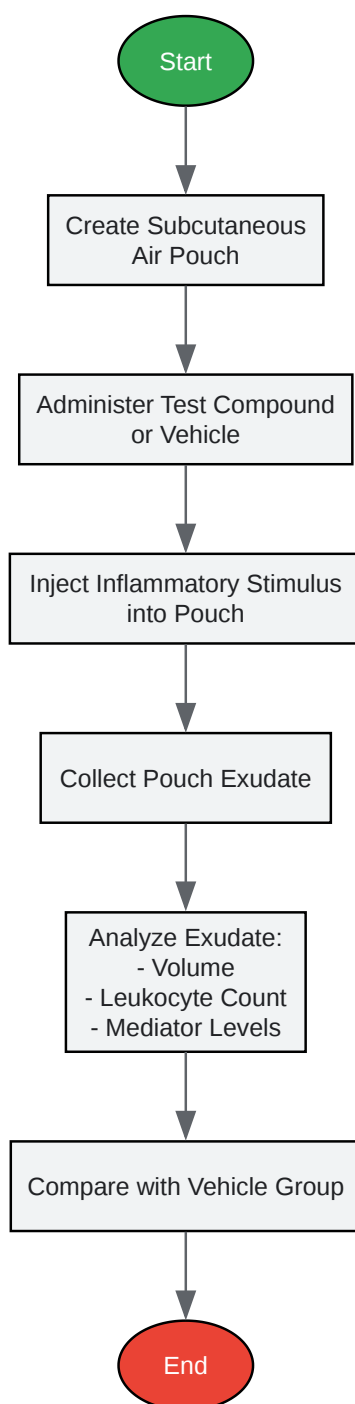 Start
Create Subcutaneous
Air Pouch
Administer Test Compound
or Vehicle
Inject Inflammatory Stimulus
into Pouch
Collect Pouch Exudate
Analyze Exudate:
- Volume
- Leukocyte Count
- Mediator Levels
Compare with Vehicle Group
End